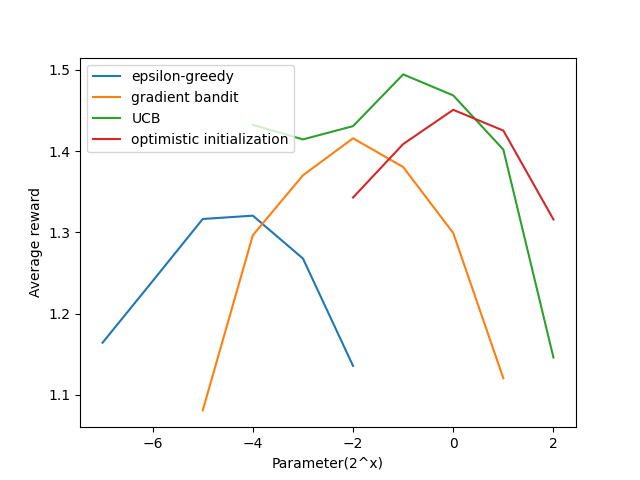 epsilon-greedy
gradient bandit
UCB
optimistic initialization
1.5
1.4
1.3
1.2
1.1
Average reward
−6
−4
−2
0
2
Parameter(2^x)